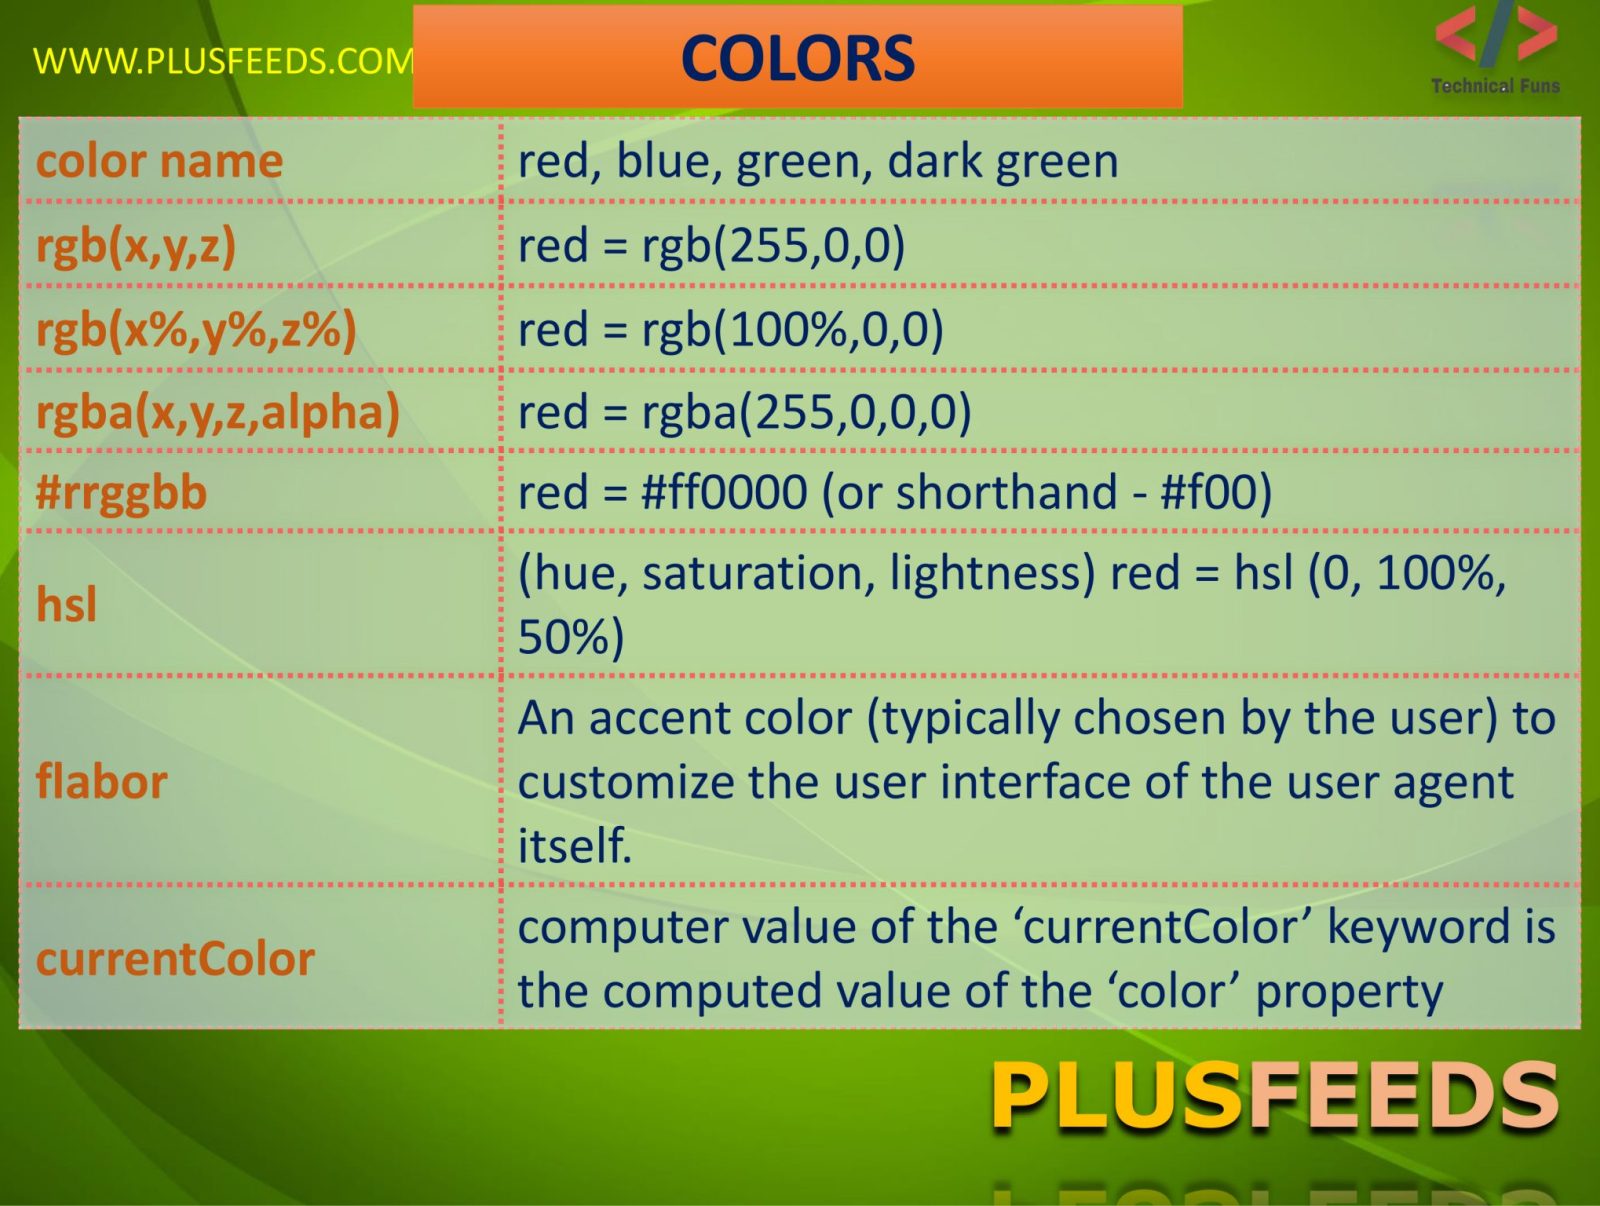 WWW.PLUSFEEDS.COM
COLORS
Technical Funs
color name
red, blue, green, dark green
rgb(x,y,z)
red = rgb(255,0,0)
rgb(x%,y%,z%)
red = rgb(100%,0,0)
rgba(x,y,z,alpha)
red = rgba(255,0,0,0)
#rrggbb
red = #ff0000 (or shorthand - #f00)
hsl
(hue, saturation, lightness) red = hsl (0, 100%,
50%)
flabor
An accent color (typically chosen by the user) to
customize the user interface of the user agent
itself.
currentColor
computer value of the ‘currentColor’ keyword is
the computed value of the ‘color’ property
PLUSFEEDS